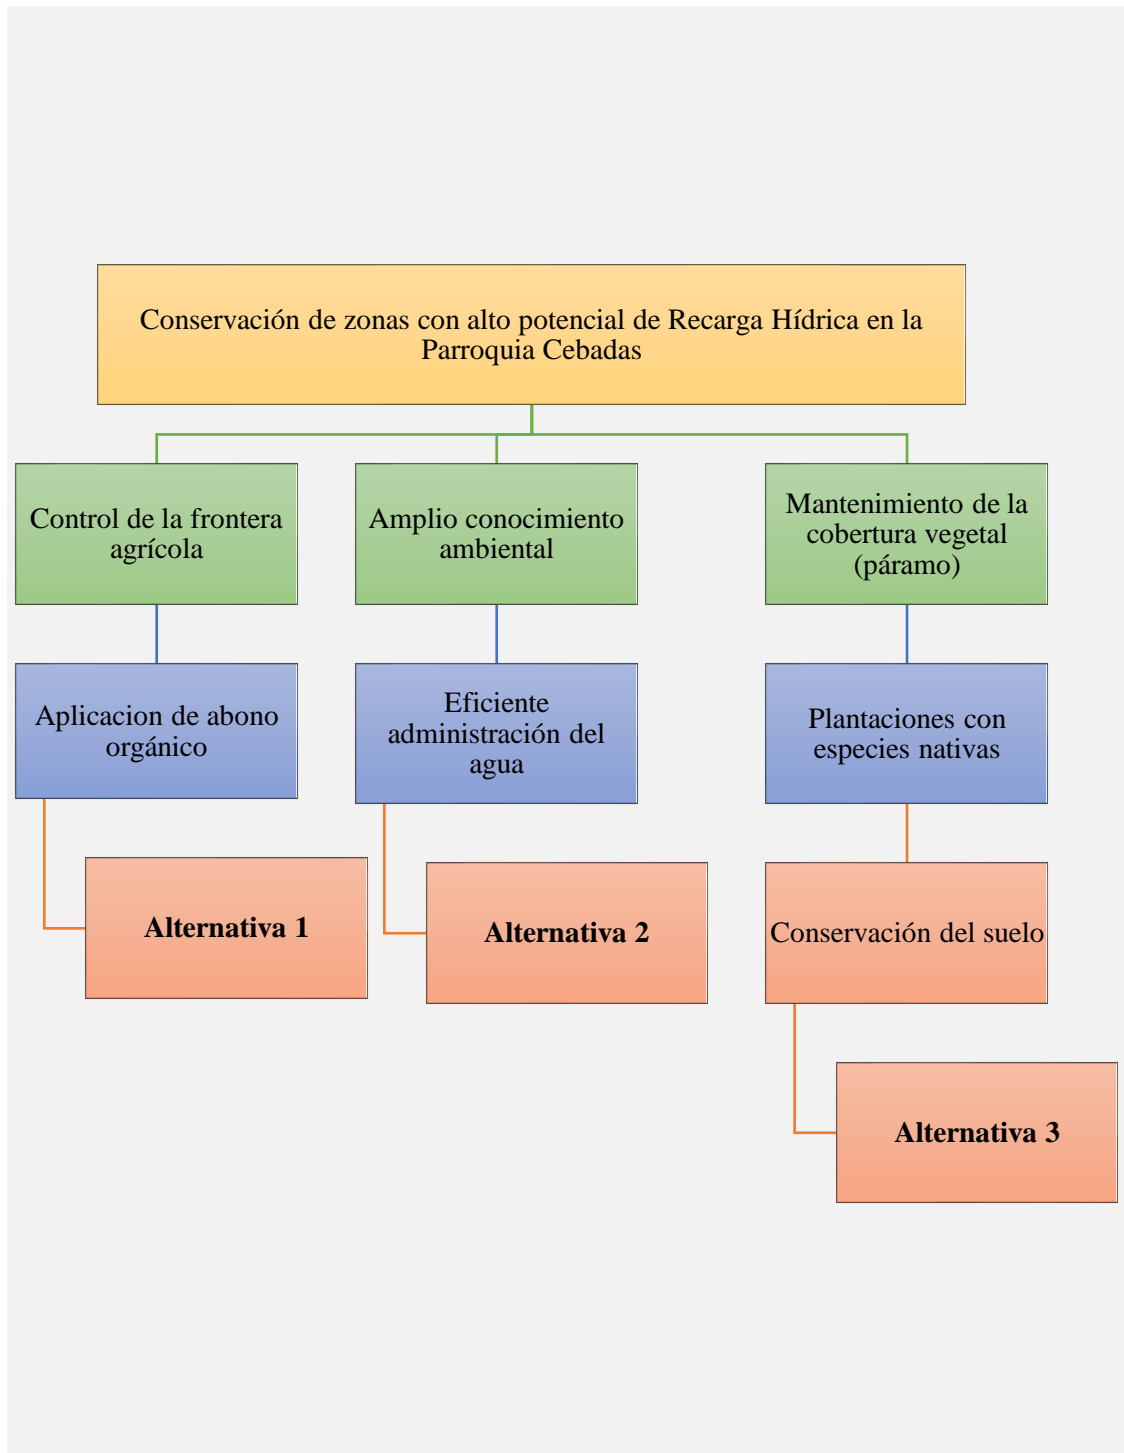 Conservación de zonas con alto potencial de Recarga Hídrica en la
Parroquia Cebadas
Control de la frontera
agrícola
Amplio conocimiento
ambiental
Mantenimiento de la
cobertura vegetal
(páramo)
Aplicacion de abono
orgánico
Eficiente
administración del
agua
Plantaciones con
especies nativas
Alternativa 1
Alternativa 2
Conservación del suelo
Alternativa 3